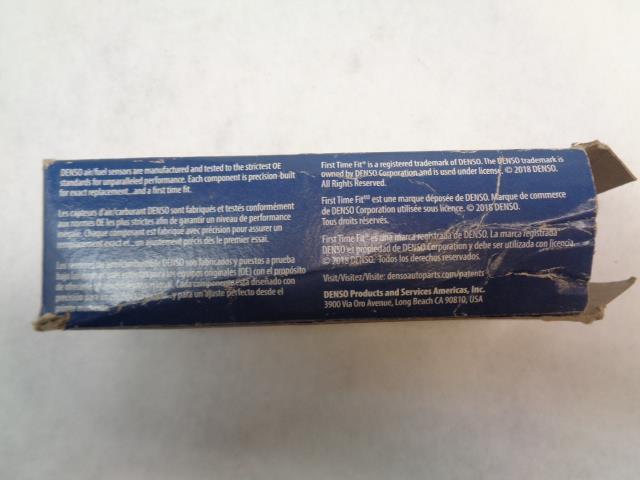 DENSO air/fuel sensors are manufactured and tested to the strictest OE
standards for unparalleled performance. Each component is precision-built
for exact replacement...and a first time fit.
Les capteurs d'air/carburant DENSO sont fabriqués et testés conformément
aux normes OE les plus strictes afin de garantir un niveau de performance
inégalé. Chaque composant est fabriqué avec précision pour assurer un
remplacement exact et... un ajustement précis dès le premier essai.
DENSO son fabricados y puestos a prueba
para los equipos originales (OE) con el propósito
de Cada componente está diseñado con
precisión para y para un ajuste perfecto desde el
First Time Fit® is a registered trademark of DENSO. The DENSO trademark is
owned by DENSO Corporation and is used under license. © 2018 DENSO.
All Rights Reserved.
First Time Fit est une marque déposée de DENSO. Marque de commerce
de DENSO Corporation utilisée sous licence. © 2018 DENSO.
Tous droits réservés.
First Time Fit® es una marca registrada de DENSO. La marca registrada
DENSO es propiedad de DENSO Corporation y debe ser utilizada con licencia.
© 2018 DENSO. Todos los derechos reservados.
Visit/Visitez/Visite: densoautoparts.com/patents
DENSO Products and Services Americas, Inc.
3900 Via Oro Avenue, Long Beach CA 90810, USA